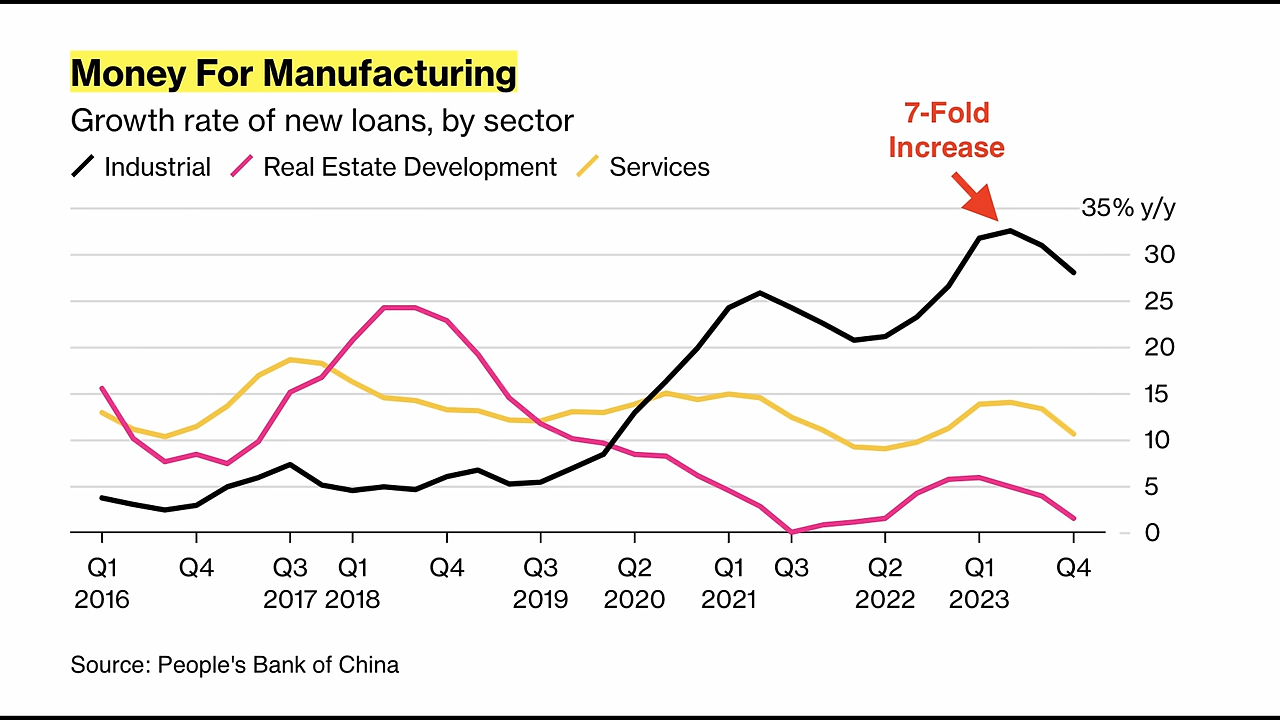 Money For Manufacturing
Growth rate of new loans, by sector
Industrial Real Estate Development Services
7-Fold
Increase
35% y/y
30
25
20
15
10
5
0
Q1 Q4 Q3 Q1 Q4 Q3 Q2 Q1 Q3 Q2 Q1 Q4
2016 2017 2018 2019 2020 2021 2022 2023
Source: People's Bank of China